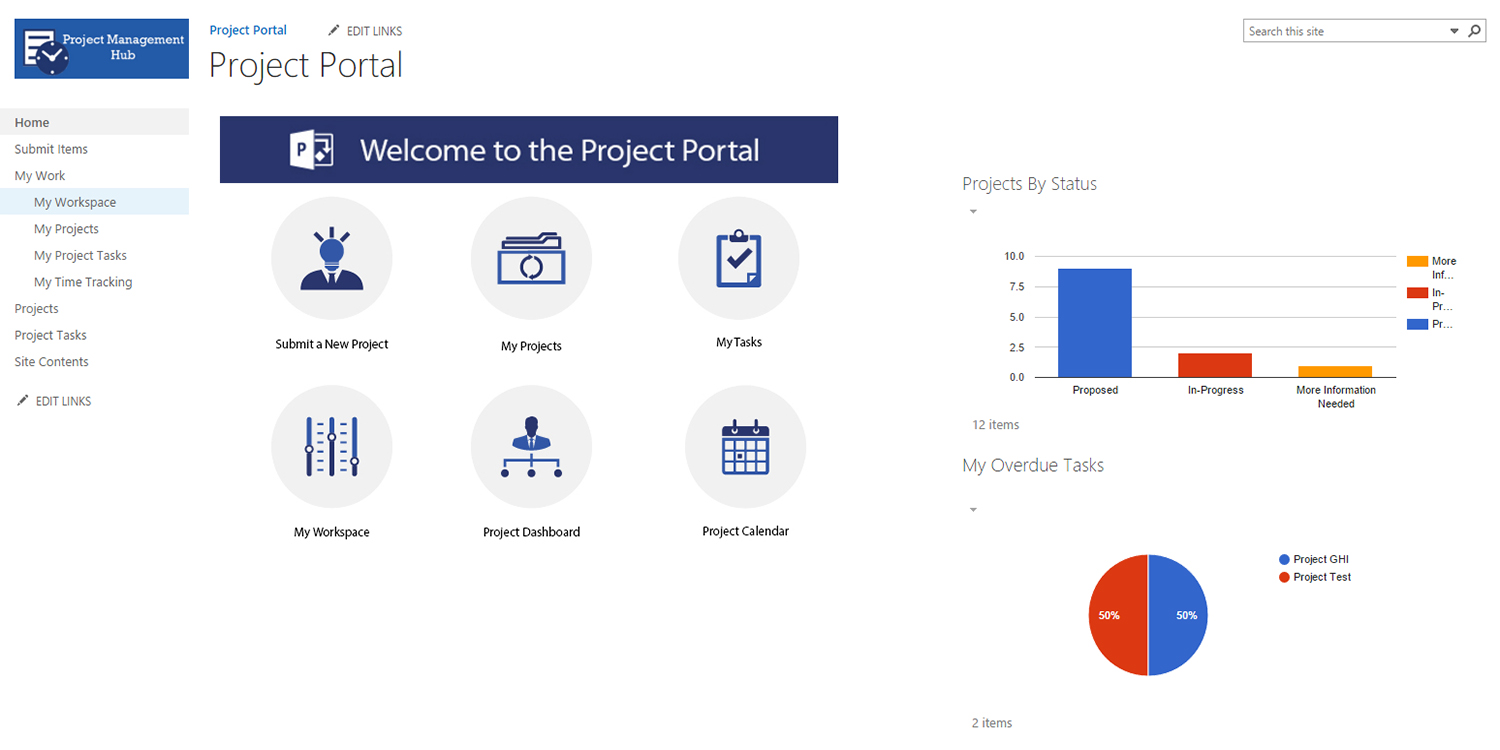 Project Management
Hub
Project Portal
EDIT LINKS
Search this site
Project Portal
Home
Submit Items
My Work
My Workspace
My Projects
My Project Tasks
My Time Tracking
Projects
Project Tasks
Site Contents
EDIT LINKS
P
Welcome to the Project Portal
Submit a New Project
My Projects
My Tasks
My Workspace
Project Dashboard
Project Calendar
Projects By Status
10.0
7.5
5.0
2.5
0.0
Proposed
In-Progress
More Information
Needed
More
Inf...
In-
Pr...
Pr...
12 items
My Overdue Tasks
50%
50%
Project GHI
Project Test
2 items